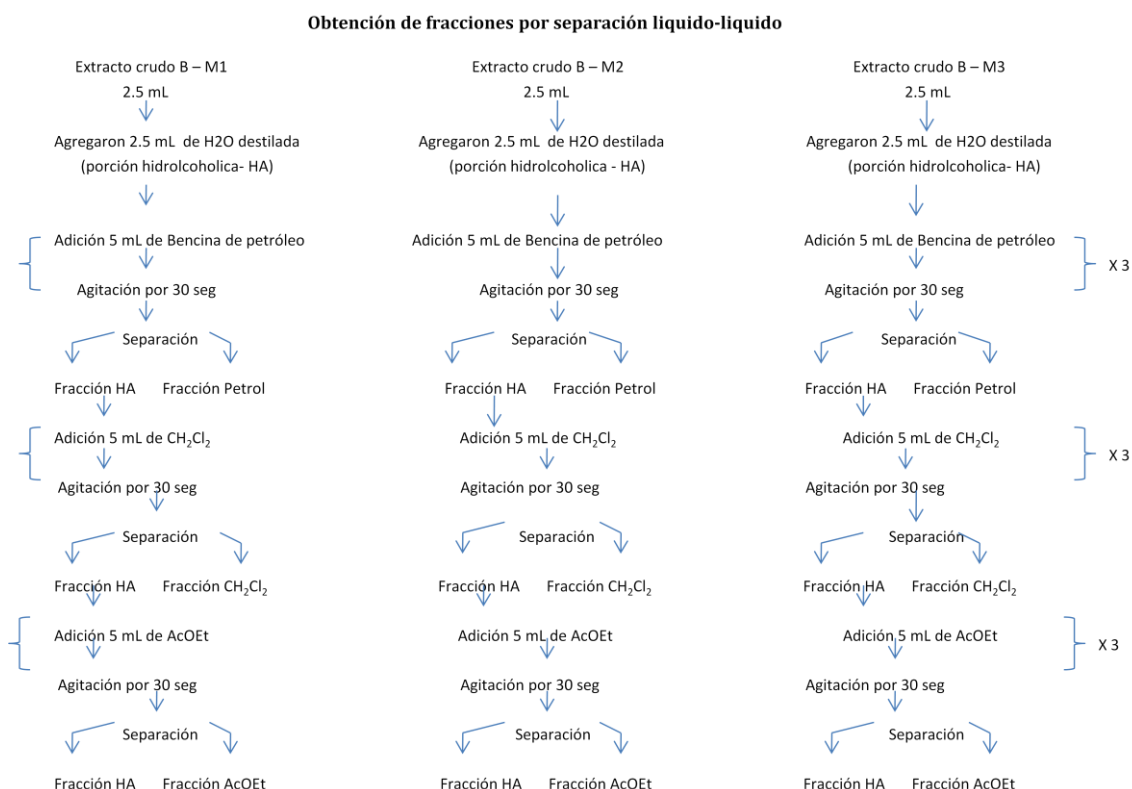 Obtención de fracciones por separación liquido-liquido
Extracto crudo B – M1
2.5 mL
Agregaron 2.5 mL de H2O destilada
(porción hidrolcoholica- HA)
Adición 5 mL de Bencina de petróleo
Agitación por 30 seg
Separación
Fracción HA Fracción Petrol
Adición 5 mL de CH₂Cl₂
Agitación por 30 seg
Separación
Fracción HA Fracción CH₂Cl₂
Adición 5 mL de AcOEt
Agitación por 30 seg
Separación
Fracción HA Fracción AcOEt
Extracto crudo B – M2
2.5 mL
Agregaron 2.5 mL de H2O destilada
(porción hidrolcoholica - HA)
Adición 5 mL de Bencina de petróleo
Agitación por 30 seg
Separación
Fracción HA Fracción Petrol
Adición 5 mL de CH₂Cl₂
Agitación por 30 seg
Separación
Fracción HA Fracción CH₂Cl₂
Adición 5 mL de AcOEt
Agitación por 30 seg
Separación
Fracción HA Fracción AcOEt
Extracto crudo B – M3
2.5 mL
Agregaron 2.5 mL de H2O destilada
(porción hidrolcoholica- HA)
Adición 5 mL de Bencina de petróleo
X 3
Agitación por 30 seg
Separación
Fracción HA Fracción Petrol
Adición 5 mL de CH₂Cl₂
X 3
Agitación por 30 seg
Separación
Fracción HA Fracción CH₂Cl₂
Adición 5 mL de AcOEt
X 3
Agitación por 30 seg
Separación
Fracción HA Fracción AcOEt